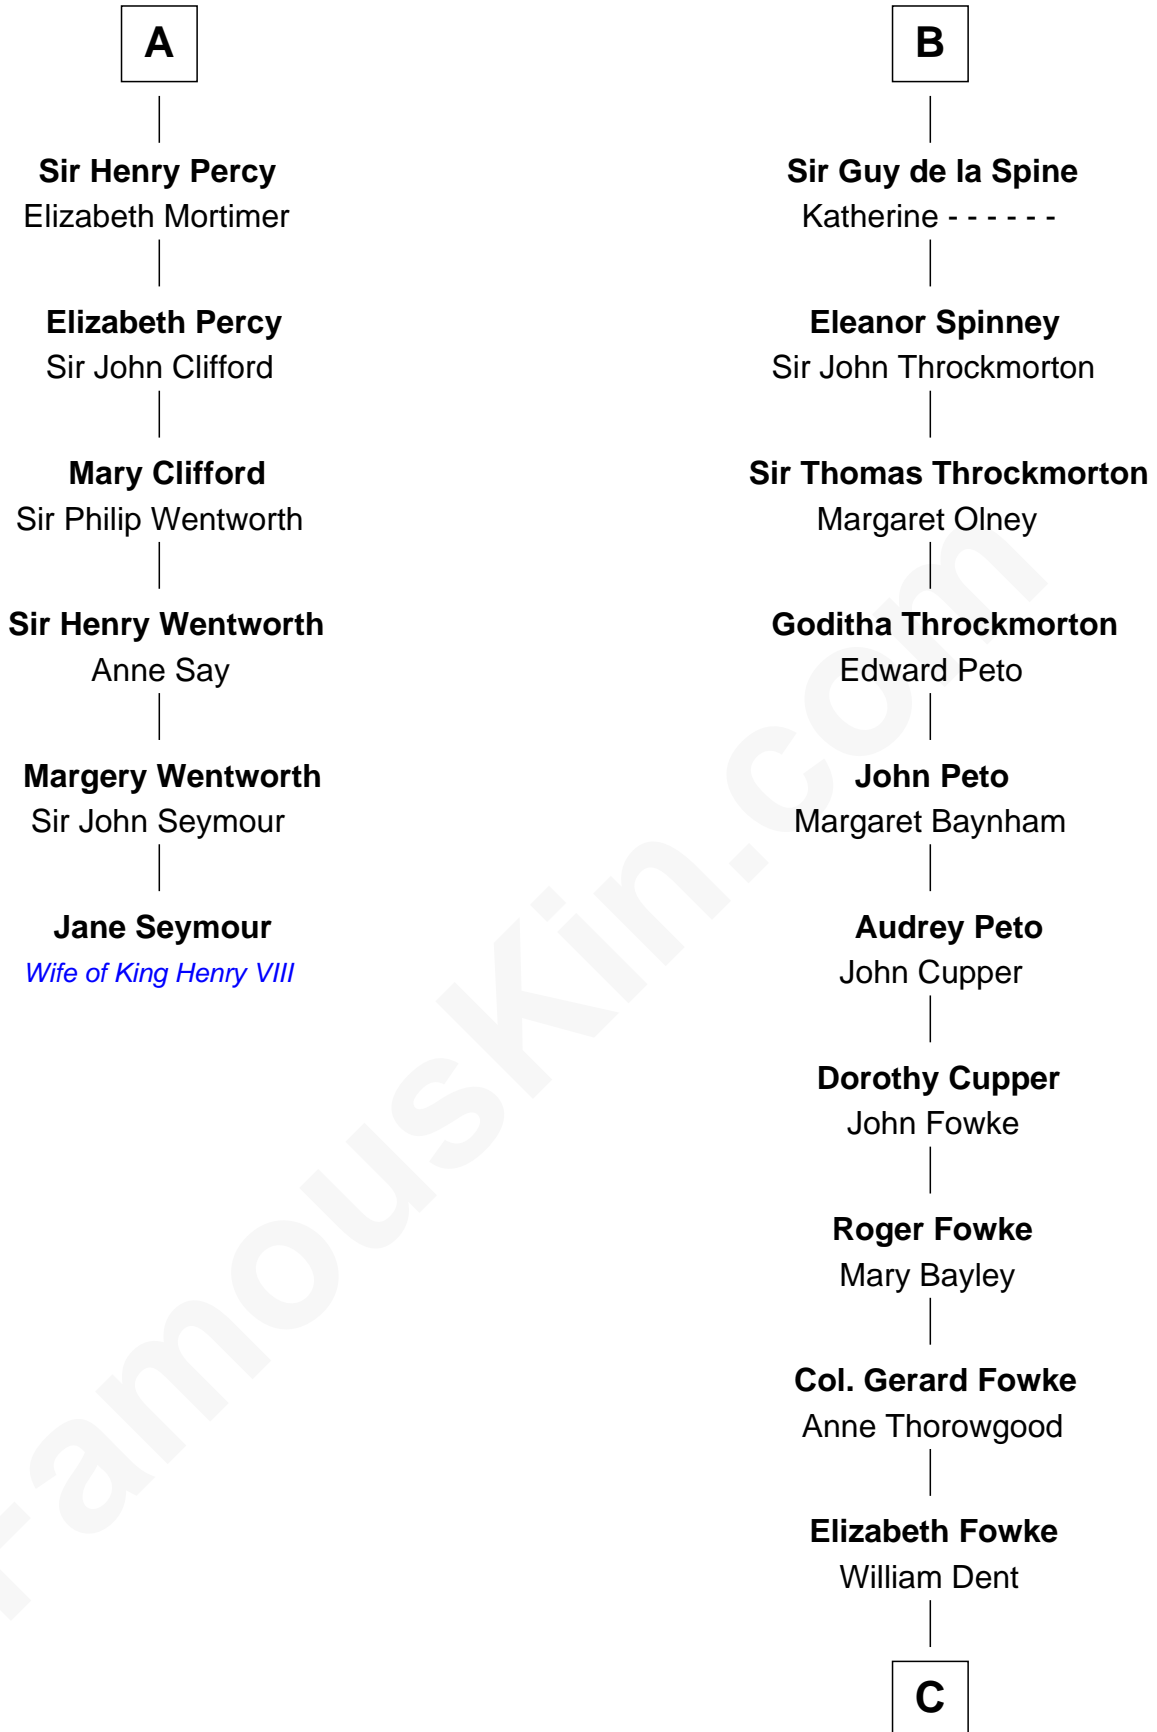 A
Sir Henry Percy
Elizabeth Mortimer
Elizabeth Percy
Sir John Clifford
Mary Clifford
Sir Philip Wentworth
Sir Henry Wentworth
Anne Say
Margery Wentworth
Sir John Seymour
Jane Seymour
Wife of King Henry VIII
B
Sir Guy de la Spine
Katherine - - - - - -
Eleanor Spinney
Sir John Throckmorton
Sir Thomas Throckmorton
Margaret Olney
Goditha Throckmorton
Edward Peto
John Peto
Margaret Baynham
Audrey Peto
John Cupper
Dorothy Cupper
John Fowke
Roger Fowke
Mary Bayley
Col. Gerard Fowke
Anne Thorowgood
Elizabeth Fowke
William Dent
C
FamousKin.com